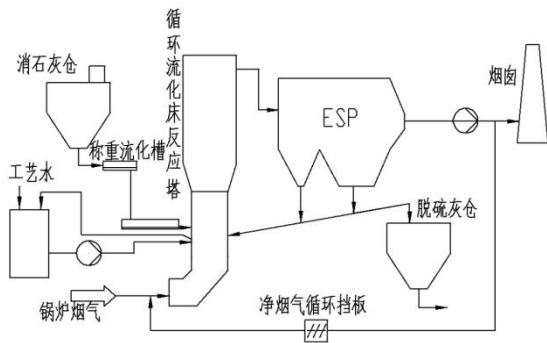 消石灰仓
称重流化槽
工艺水
锅炉烟气
循环流化床反应塔
ESP
烟囱
脱硫灰仓
净烟气循环挡板